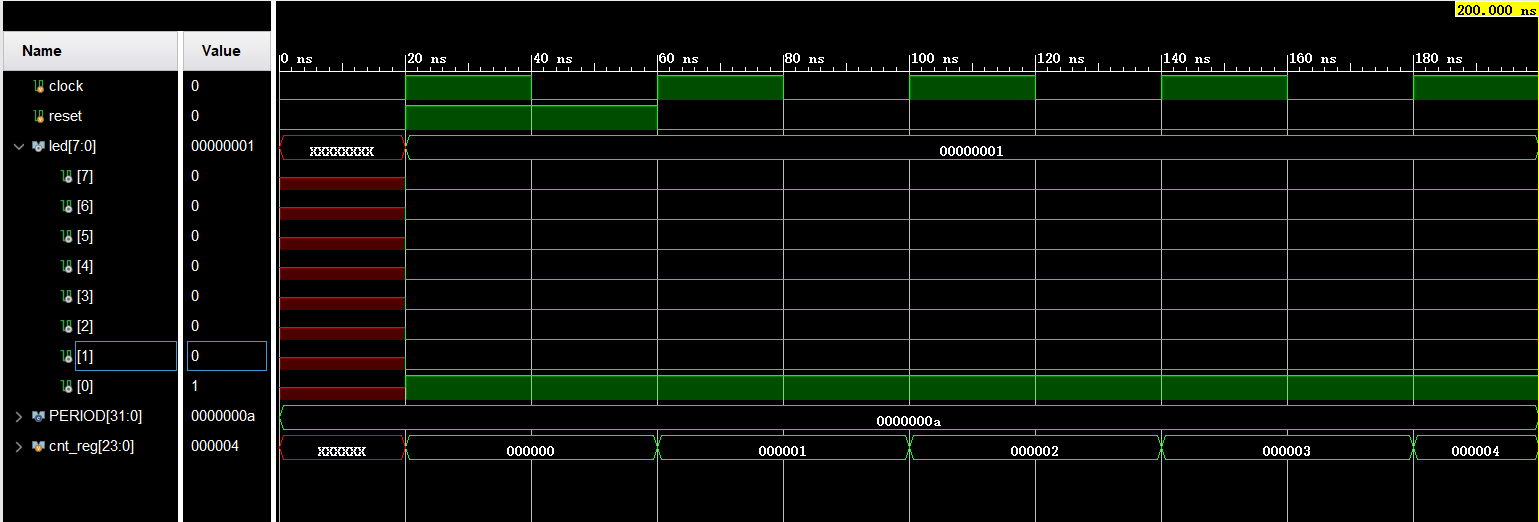 200.000 ns
Name Value
0 ns 20 ns 40 ns 60 ns 80 ns 100 ns 120 ns 140 ns 160 ns 180 ns
clock 0
reset 0
led[7:0] 00000001 XXXXXXXX 00000001
[7] 0
[6] 0
[5] 0
[4] 0
[3] 0
[2] 0
[1] 0
[0] 1
PERIOD[31:0] 0000000a 0000000a
cnt_reg[23:0] 000004 XXXXXX 000000 000001 000002 000003 000004